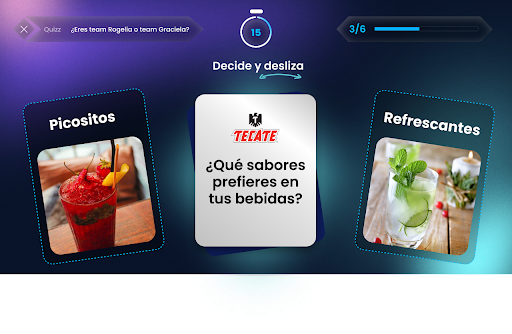 Quizz
¿Eres team Rogelia o team Graciela?
15
3/6
Decide y desliza
Picositos
TECATE
¿Qué sabores
prefieres en
tus bebidas?
Refrescantes